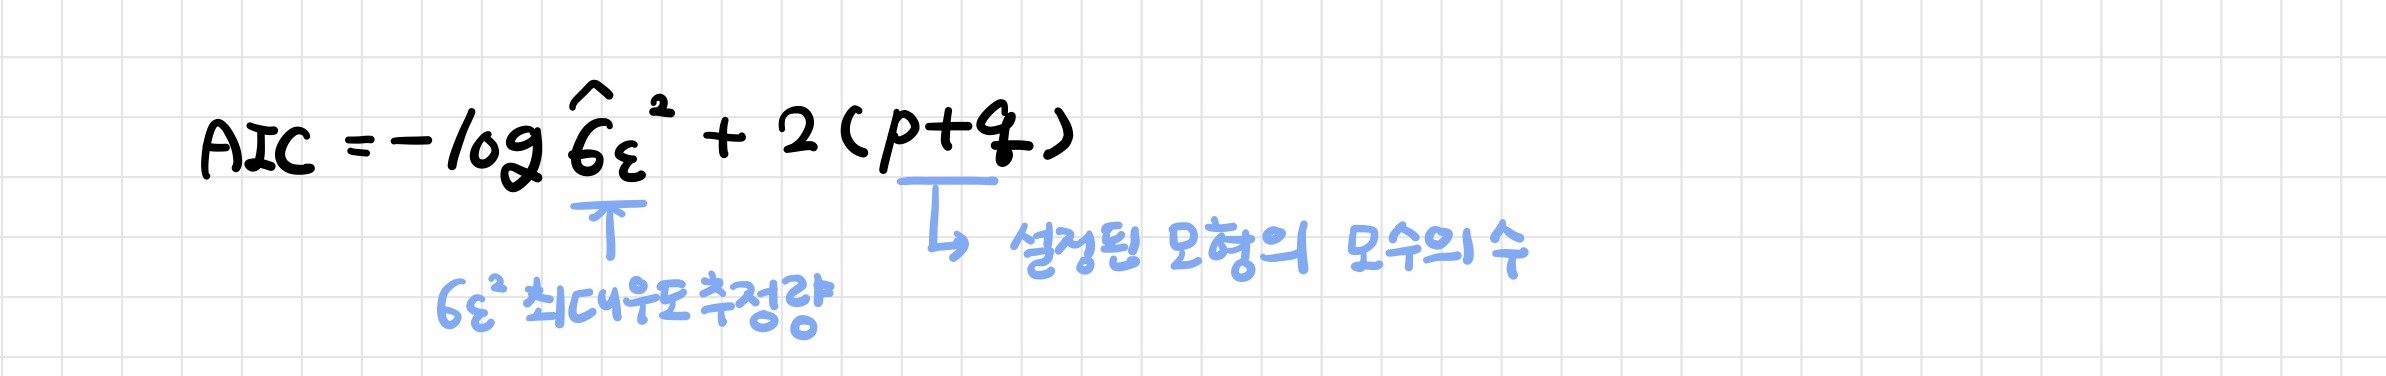 AIC = -log σ̂ε² + 2(p+q)
설정된 모형의 모수의 수
σε² 최대우도추정량